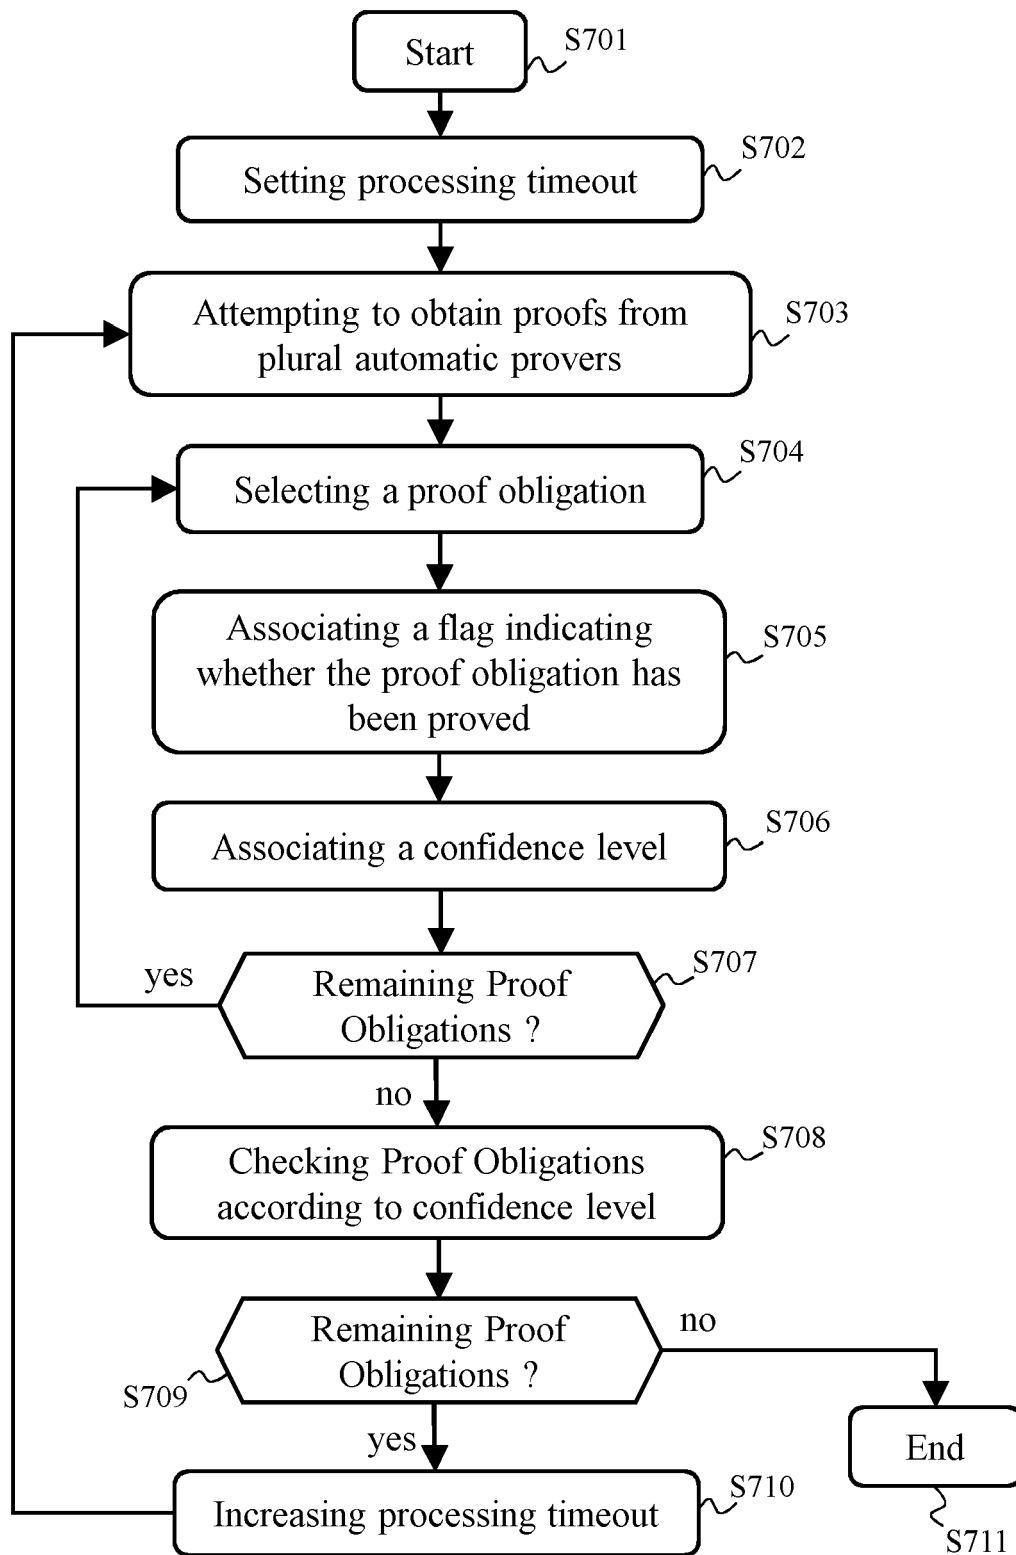 Start
S701
Setting processing timeout
S702
Attempting to obtain proofs from
plural automatic provers
S703
Selecting a proof obligation
S704
Associating a flag indicating
whether the proof obligation has
been proved
S705
Associating a confidence level
S706
Remaining Proof
Obligations ?
S707
yes
no
Checking Proof Obligations
according to confidence level
S708
Remaining Proof
Obligations ?
S709
no
yes
End
S711
Increasing processing timeout
S710